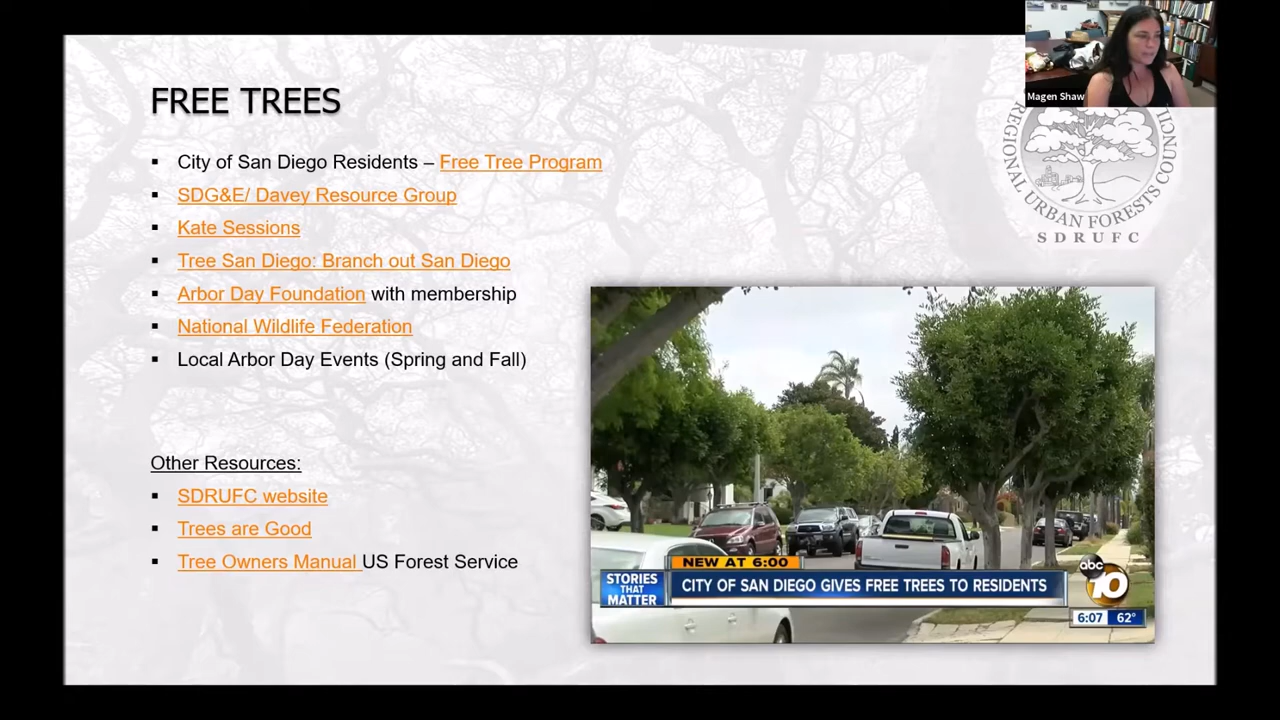 Magen Shaw
FREE TREES
City of San Diego Residents – Free Tree Program
SDG&E/ Davey Resource Group
Kate Sessions
Tree San Diego: Branch out San Diego
Arbor Day Foundation with membership
National Wildlife Federation
Local Arbor Day Events (Spring and Fall)
Other Resources:
SDRUFC website
Trees are Good
Tree Owners Manual US Forest Service
REGIONAL URBAN FORESTS COUNCIL
SDRUFC
NEW AT 6:00
STORIES THAT MATTER
CITY OF SAN DIEGO GIVES FREE TREES TO RESIDENTS
abc 10
6:07 62°